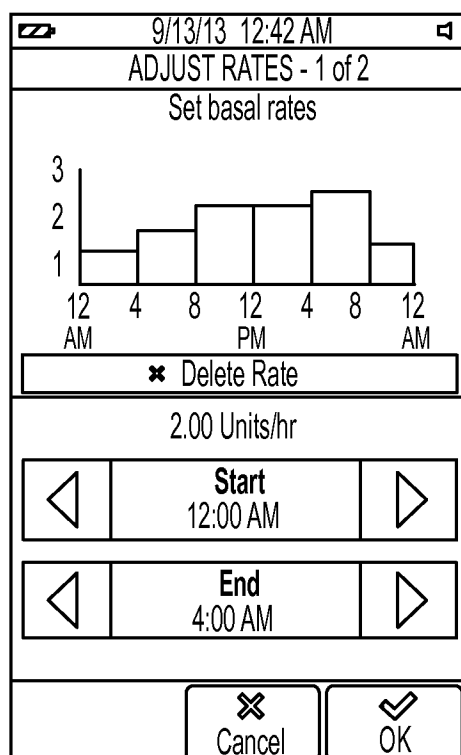 9/13/13 12:42 AM
ADJUST RATES - 1 of 2
Set basal rates
3
2
1
12 4 8 12 4 8 12
AM PM AM
✖ Delete Rate
2.00 Units/hr
Start
12:00 AM
End
4:00 AM
Cancel OK